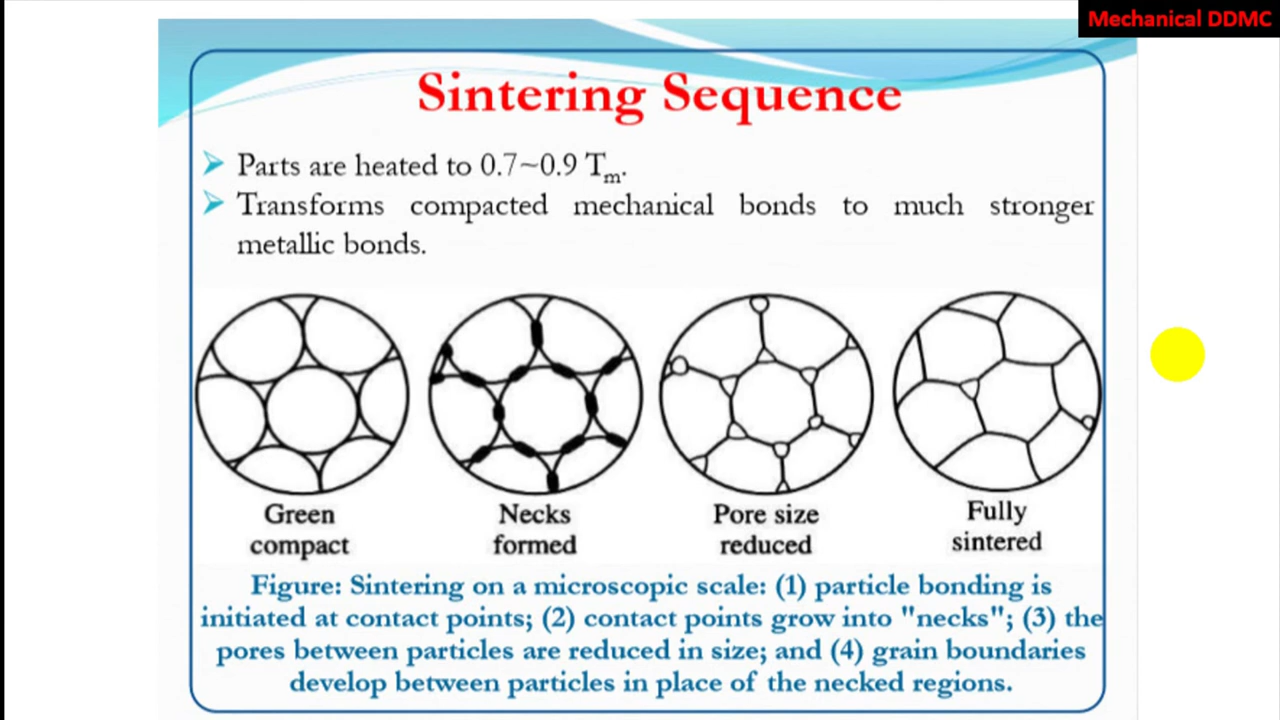 Mechanical DDMC
Sintering Sequence
Parts are heated to 0.7~0.9 Tm.
Transforms compacted mechanical bonds to much stronger
metallic bonds.
Green
compact
Necks
formed
Pore size
reduced
Fully
sintered
Figure: Sintering on a microscopic scale: (1) particle bonding is
initiated at contact points; (2) contact points grow into "necks"; (3) the
pores between particles are reduced in size; and (4) grain boundaries
develop between particles in place of the necked regions.